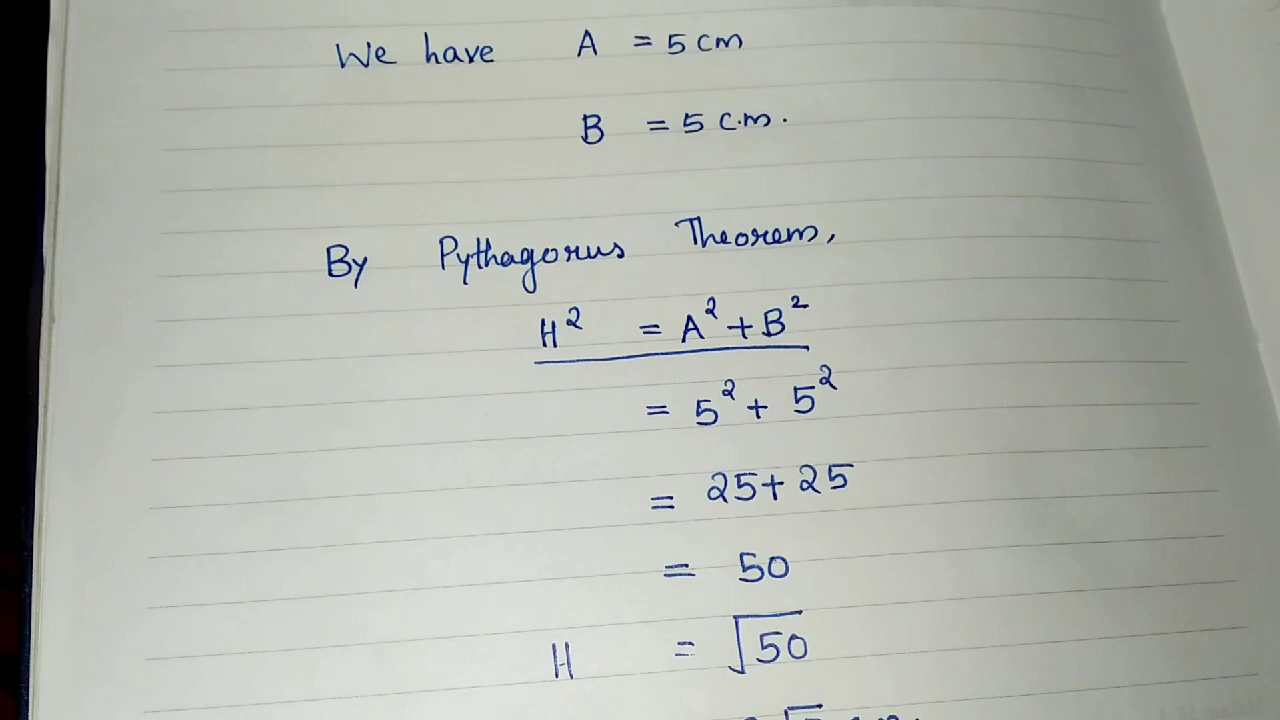 We have A = 5 cm
B = 5 c.m.
By Pythagorus Theorem,
H² = A² + B²
= 5² + 5²
= 25 + 25
= 50
H = √50